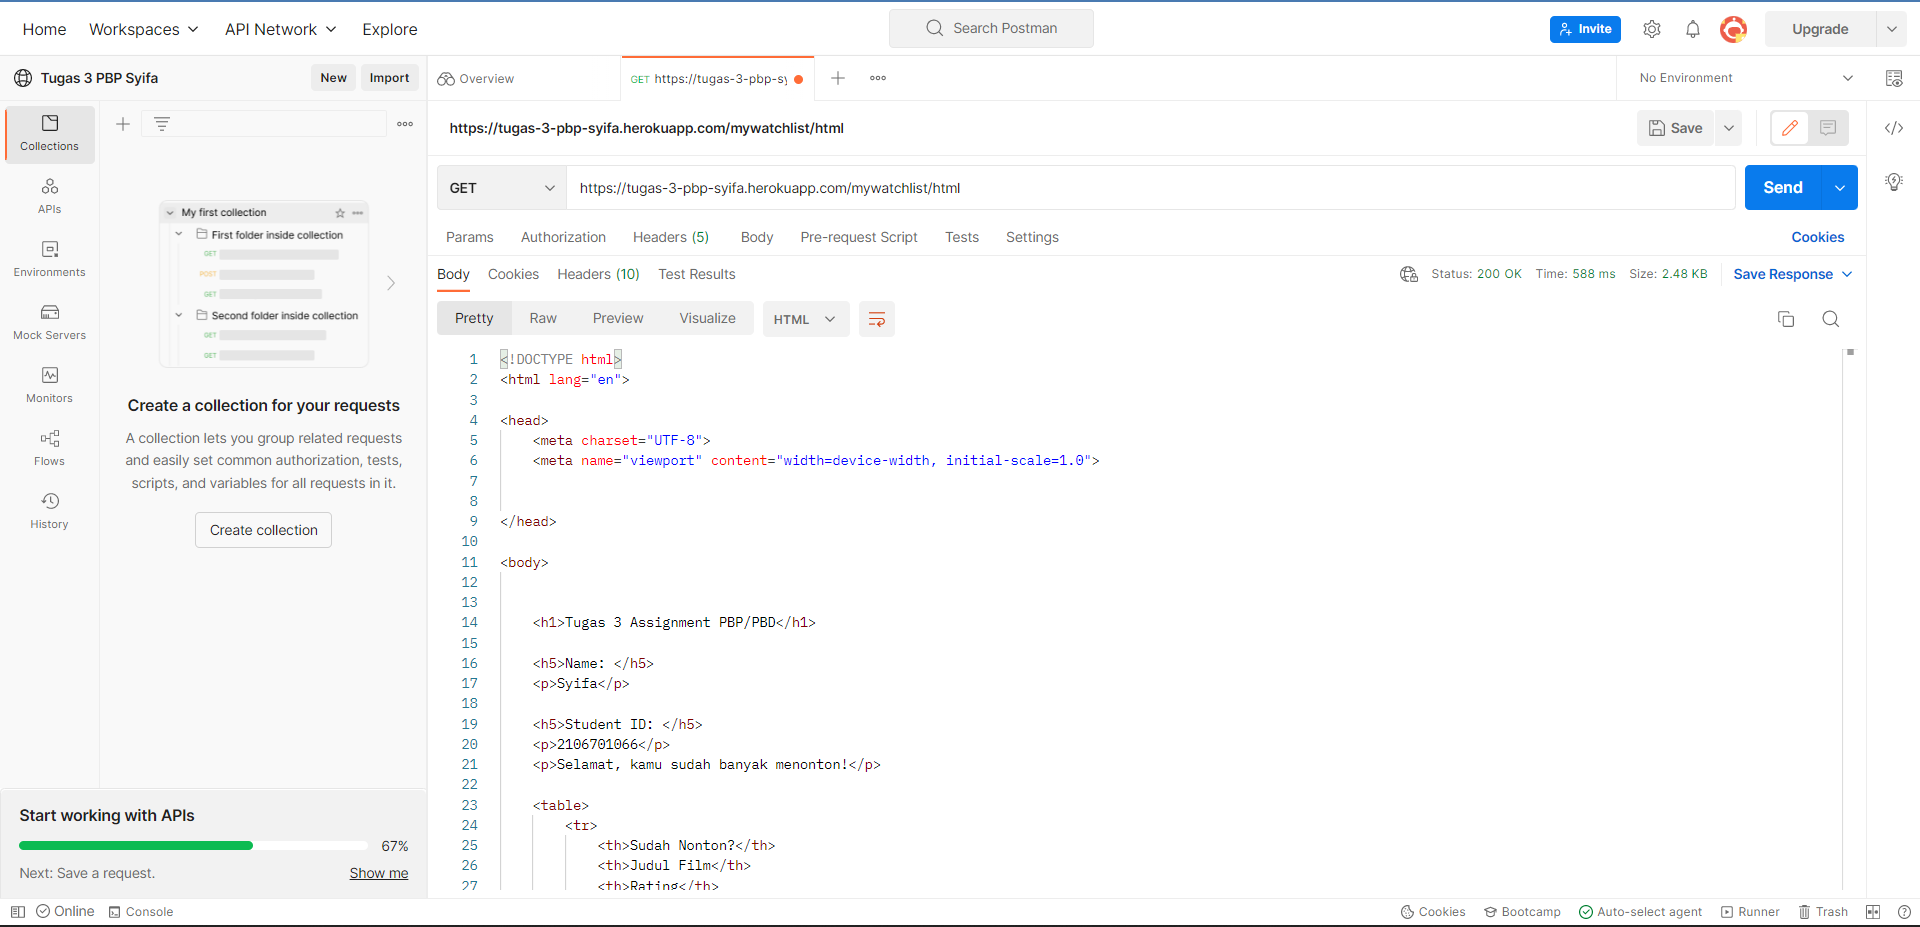 Home Workspaces API Network Explore Search Postman Invite Upgrade
Tugas 3 PBP Syifa New Import
Overview GET https://tugas-3-pbp-sy No Environment
Collections
APIs
Environments
Mock Servers
Monitors
Flows
History
My first collection
First folder inside collection
GET
POST
GET
Second folder inside collection
GET
GET
Create a collection for your requests
A collection lets you group related requests
and easily set common authorization, tests,
scripts, and variables for all requests in it.
Create collection
Start working with APIs
67%
Next: Save a request. Show me
https://tugas-3-pbp-syifa.herokuapp.com/mywatchlist/html Save
GET https://tugas-3-pbp-syifa.herokuapp.com/mywatchlist/html Send
Params Authorization Headers (5) Body Pre-request Script Tests Settings Cookies
Body Cookies Headers (10) Test Results Status: 200 OK Time: 588 ms Size: 2.48 KB Save Response
Pretty Raw Preview Visualize HTML
1 <!DOCTYPE html>
2 <html lang="en">
3
4 <head>
5 <meta charset="UTF-8">
6 <meta name="viewport" content="width=device-width, initial-scale=1.0">
7
8
9 </head>
10
11 <body>
12
13
14 <h1>Tugas 3 Assignment PBP/PBD</h1>
15
16 <h5>Name: </h5>
17 <p>Syifa</p>
18
19 <h5>Student ID: </h5>
20 <p>2106701066</p>
21 <p>Selamat, kamu sudah banyak menonton!</p>
22
23 <table>
24 <tr>
25 <th>Sudah Nonton?</th>
26 <th>Judul Film</th>
27 <th>Rating</th>
Online Console Cookies Bootcamp Auto-select agent Runner Trash